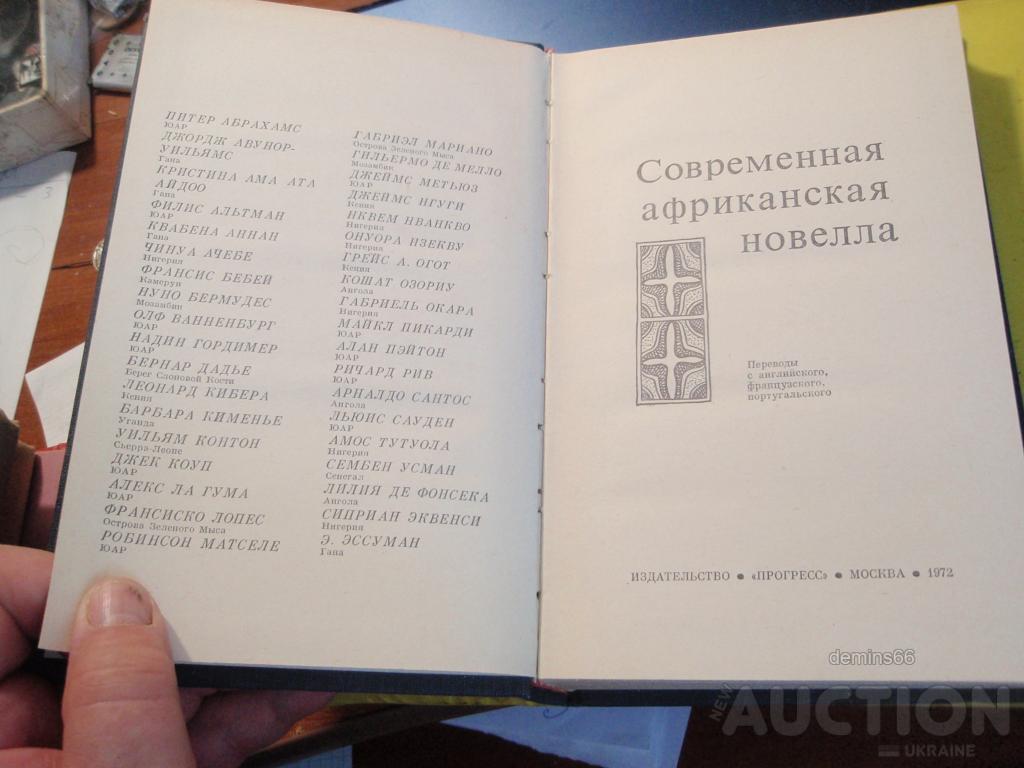 ПИТЕР АБРАХАМС
ЮАР
ДЖОРДЖ АВУНОР-
УИЛЬЯМС
Гана
КРИСТИНА АМА АТА
АИДОО
Гана
ФИЛИС АЛЬТМАН
ЮАР
КВАБЕНА АННАН
Гана
ЧИНУА АЧЕБЕ
Нигерия
ФРАНСИС БЕБЕЙ
Камерун
НУНО БЕРМУДЕС
Мозамбик
ОЛФ ВАННЕНБУРГ
ЮАР
НАДИН ГОРДИМЕР
ЮАР
БЕРНАР ДАДЬЕ
Берег Слоновой Кости
ЛЕОНАРД КИБЕРА
Кения
БАРБАРА КИМЕНЬЕ
Уганда
УИЛЬЯМ КОНТОН
Сьерра-Леоне
ДЖЕК КОУП
ЮАР
АЛЕКС ЛА ГУМА
ЮАР
ФРАНСИСКО ЛОПЕС
Острова Зеленого Мыса
РОБИНСОН МАТСЕЛЕ
ЮАР
ГАБРИЭЛ МАРИАНО
Острова Зеленого Мыса
ГИЛЬЕРМО ДЕ МЕЛЛО
Мозамбик
ДЖЕЙМС МЕТЬЮЗ
ЮАР
ДЖЕЙМС НГУГИ
Кения
НКВЕМ НВАНКВО
Нигерия
ОНУОРА НЗЕКВУ
Нигерия
ГРЕЙС А. ОГОТ
Кения
КОШАТ ОЗОРИУ
Ангола
ГАБРИЕЛЬ ОКАРА
Нигерия
МАЙКЛ ПИКАРДИ
ЮАР
АЛАН ПЭЙТОН
ЮАР
РИЧАРД РИВ
ЮАР
АРНАЛДО САНТОС
Ангола
ЛЬЮИС САУДЕН
ЮАР
АМОС ТУТУОЛА
Нигерия
СЕМБЕН УСМАН
Сенегал
ЛИЛИЯ ДЕ ФОНСЕКА
Ангола
СИПРИАН ЭКВЕНСИ
Нигерия
Э. ЭССУМАН
Гана
Современная
африканская
новелла
Переводы
с английского,
французского,
португальского
ИЗДАТЕЛЬСТВО • «ПРОГРЕСС» • МОСКВА • 1972
demins66
NEW AUCTION
UKRAINE